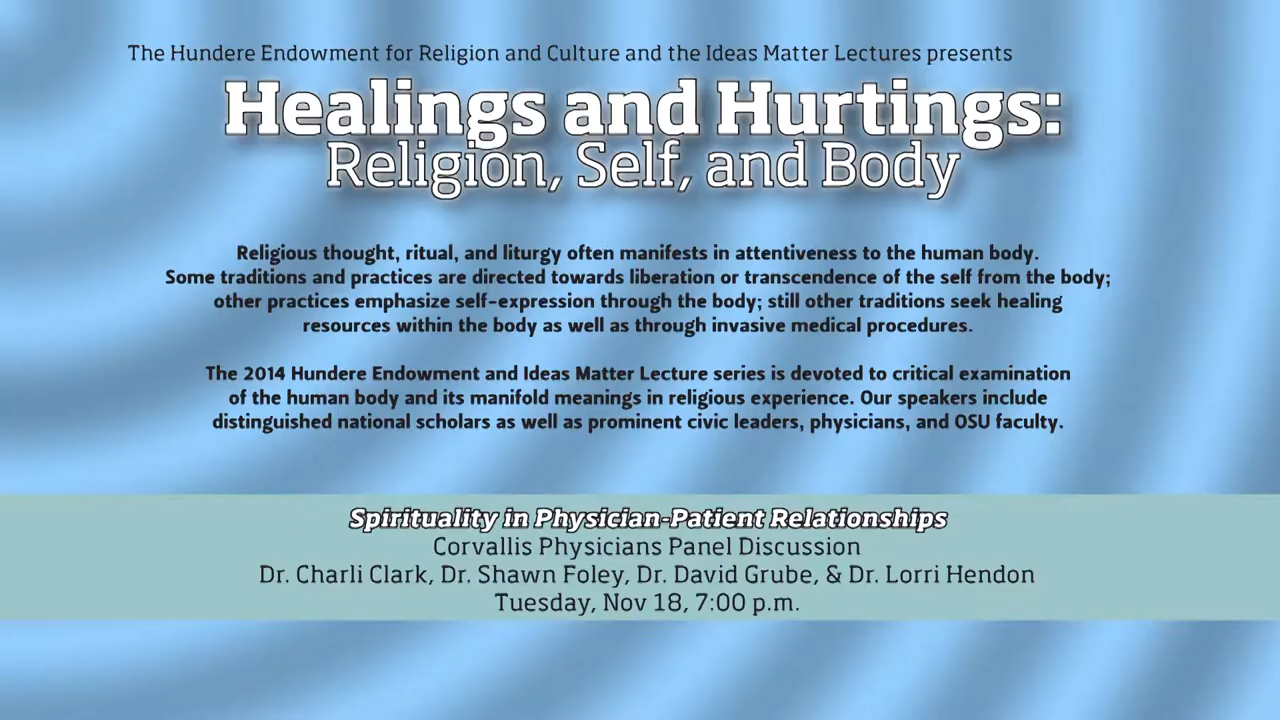 The Hundere Endowment for Religion and Culture and the Ideas Matter Lectures presents
Healings and Hurtings:
Religion, Self, and Body
Religious thought, ritual, and liturgy often manifests in attentiveness to the human body.
Some traditions and practices are directed towards liberation or transcendence of the self from the body;
other practices emphasize self-expression through the body; still other traditions seek healing
resources within the body as well as through invasive medical procedures.
The 2014 Hundere Endowment and Ideas Matter Lecture series is devoted to critical examination
of the human body and its manifold meanings in religious experience. Our speakers include
distinguished national scholars as well as prominent civic leaders, physicians, and OSU faculty.
Spirituality in Physician-Patient Relationships
Corvallis Physicians Panel Discussion
Dr. Charli Clark, Dr. Shawn Foley, Dr. David Grube, & Dr. Lorri Hendon
Tuesday, Nov 18, 7:00 p.m.